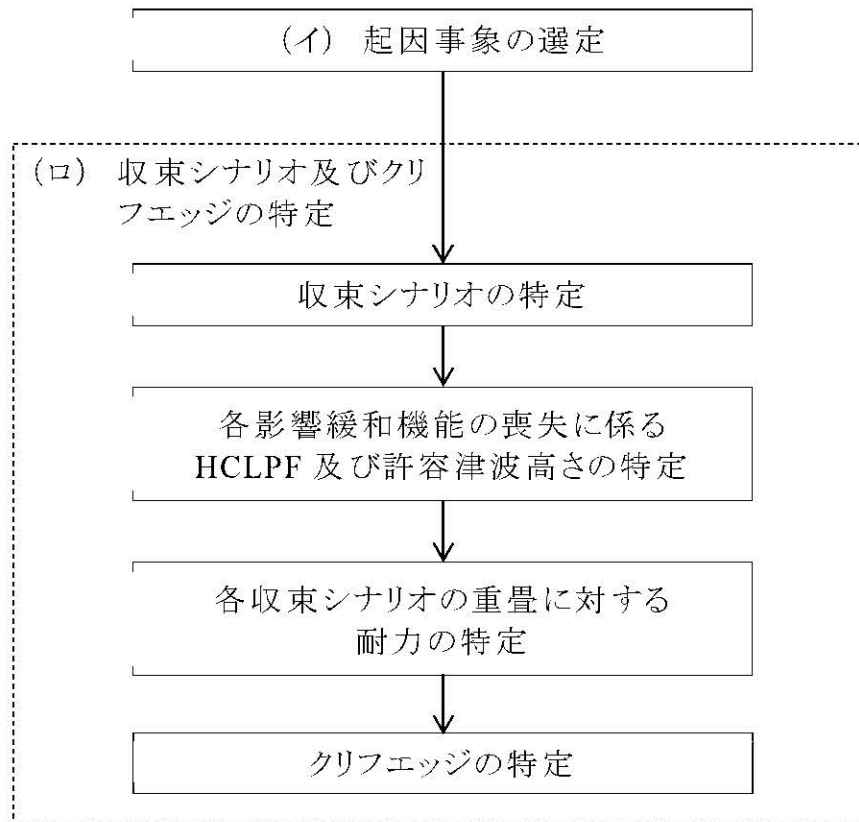 (イ) 起因事象の選定
(ロ) 収束シナリオ及びクリ
フエッジの特定
収束シナリオの特定
各影響緩和機能の喪失に係る
HCLPF 及び許容津波高さの特定
各収束シナリオの重畳に対する
耐力の特定
クリフエッジの特定